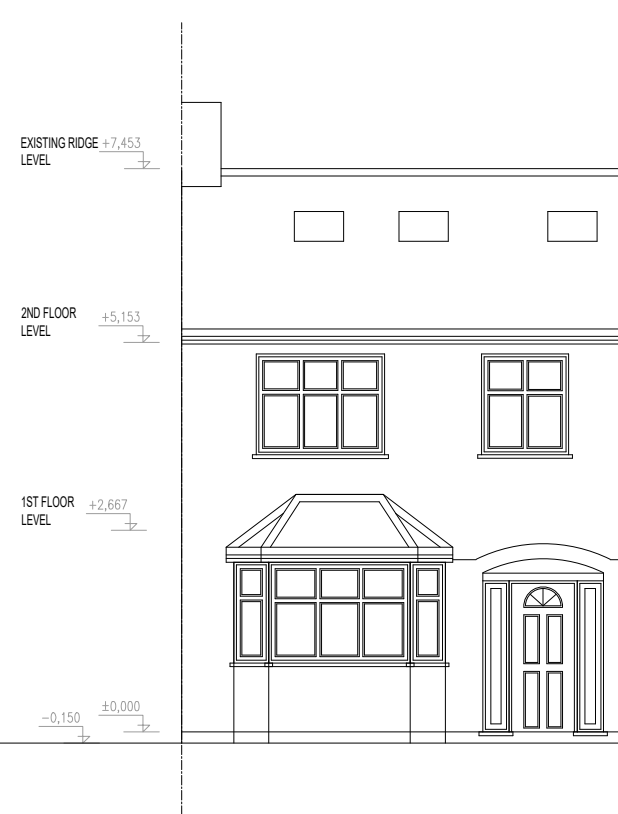 EXISTING RIDGE +7,453
LEVEL
2ND FLOOR +5,153
LEVEL
1ST FLOOR +2,667
LEVEL
±0,000
−0,150